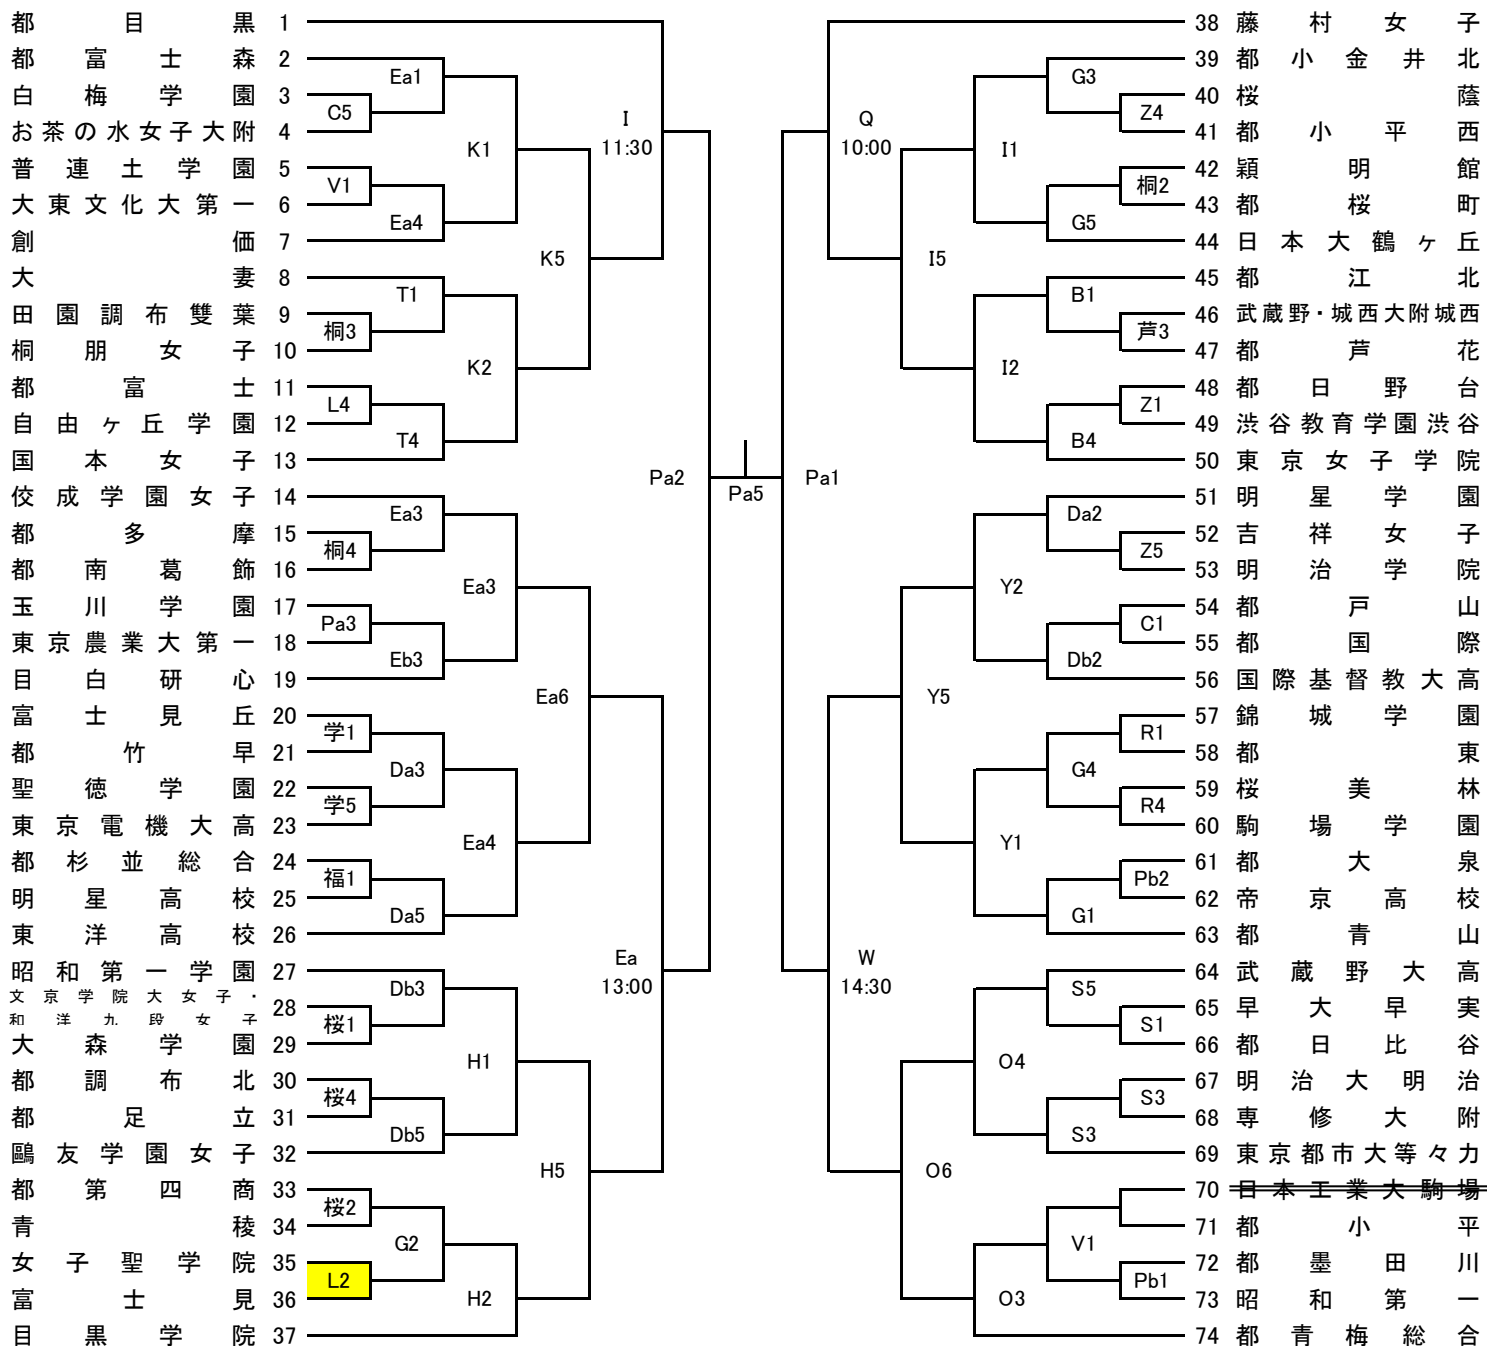 都目黒 1
都富士森 2
白梅学園 3
お茶の水女子大附 4
普連土学園 5
大東文化大第一 6
創価 7
大妻 8
田園調布雙葉 9
桐朋女子 10
都富士 11
自由ヶ丘学園 12
国本女子 13
佼成学園女子 14
都多摩 15
都南葛飾 16
玉川学園 17
東京農業大第一 18
目白研心 19
富士見丘 20
都竹早 21
聖徳学園 22
東京電機大高 23
都杉並総合 24
明星高校 25
東洋高校 26
昭和第一学園 27
文京学院大女子・
和洋九段女子 28
大森学園 29
都調布北 30
都足立 31
鷗友学園女子 32
都第四商 33
青稜 34
女子聖学院 35
富士見 36
目黒学院 37
C5
V1
桐3
L4
桐4
Pa3
学1
学5
福1
桜1
桜4
桜2
L2
Ea1
Ea4
T1
T4
Ea3
Eb3
Da3
Da5
Db3
Db5
G2
K1
K2
Ea3
Ea4
H1
H2
K5
Ea6
H5
I
11:30
Ea
13:00
Pa2
Pa5
Pa1
Q
10:00
W
14:30
I5
Y5
O6
I1
I2
Y2
Y1
O4
O3
G3
G5
B1
B4
Da2
Db2
G4
G1
S5
S3
V1
Z4
桐2
芦3
Z1
Z5
C1
R1
R4
Pb2
S1
S3
Pb1
38 藤村女子
39 都小金井北
40 桜蔭
41 都小平西
42 穎明館
43 都桜町
44 日本大鶴ヶ丘
45 都江北
46 武蔵野・城西大附城西
47 都芦花
48 都日野台
49 渋谷教育学園渋谷
50 東京女子学院
51 明星学園
52 吉祥女子
53 明治学院
54 都戸山
55 都国際
56 国際基督教大高
57 錦城学園
58 都東
59 桜美林
60 駒場学園
61 都大泉
62 帝京高校
63 都青山
64 武蔵野大高
65 早大早実
66 都日比谷
67 明治大明治
68 専修大附
69 東京都市大等々力
70 日本工業大駒場
71 都小平
72 都墨田川
73 昭和第一
74 都青梅総合